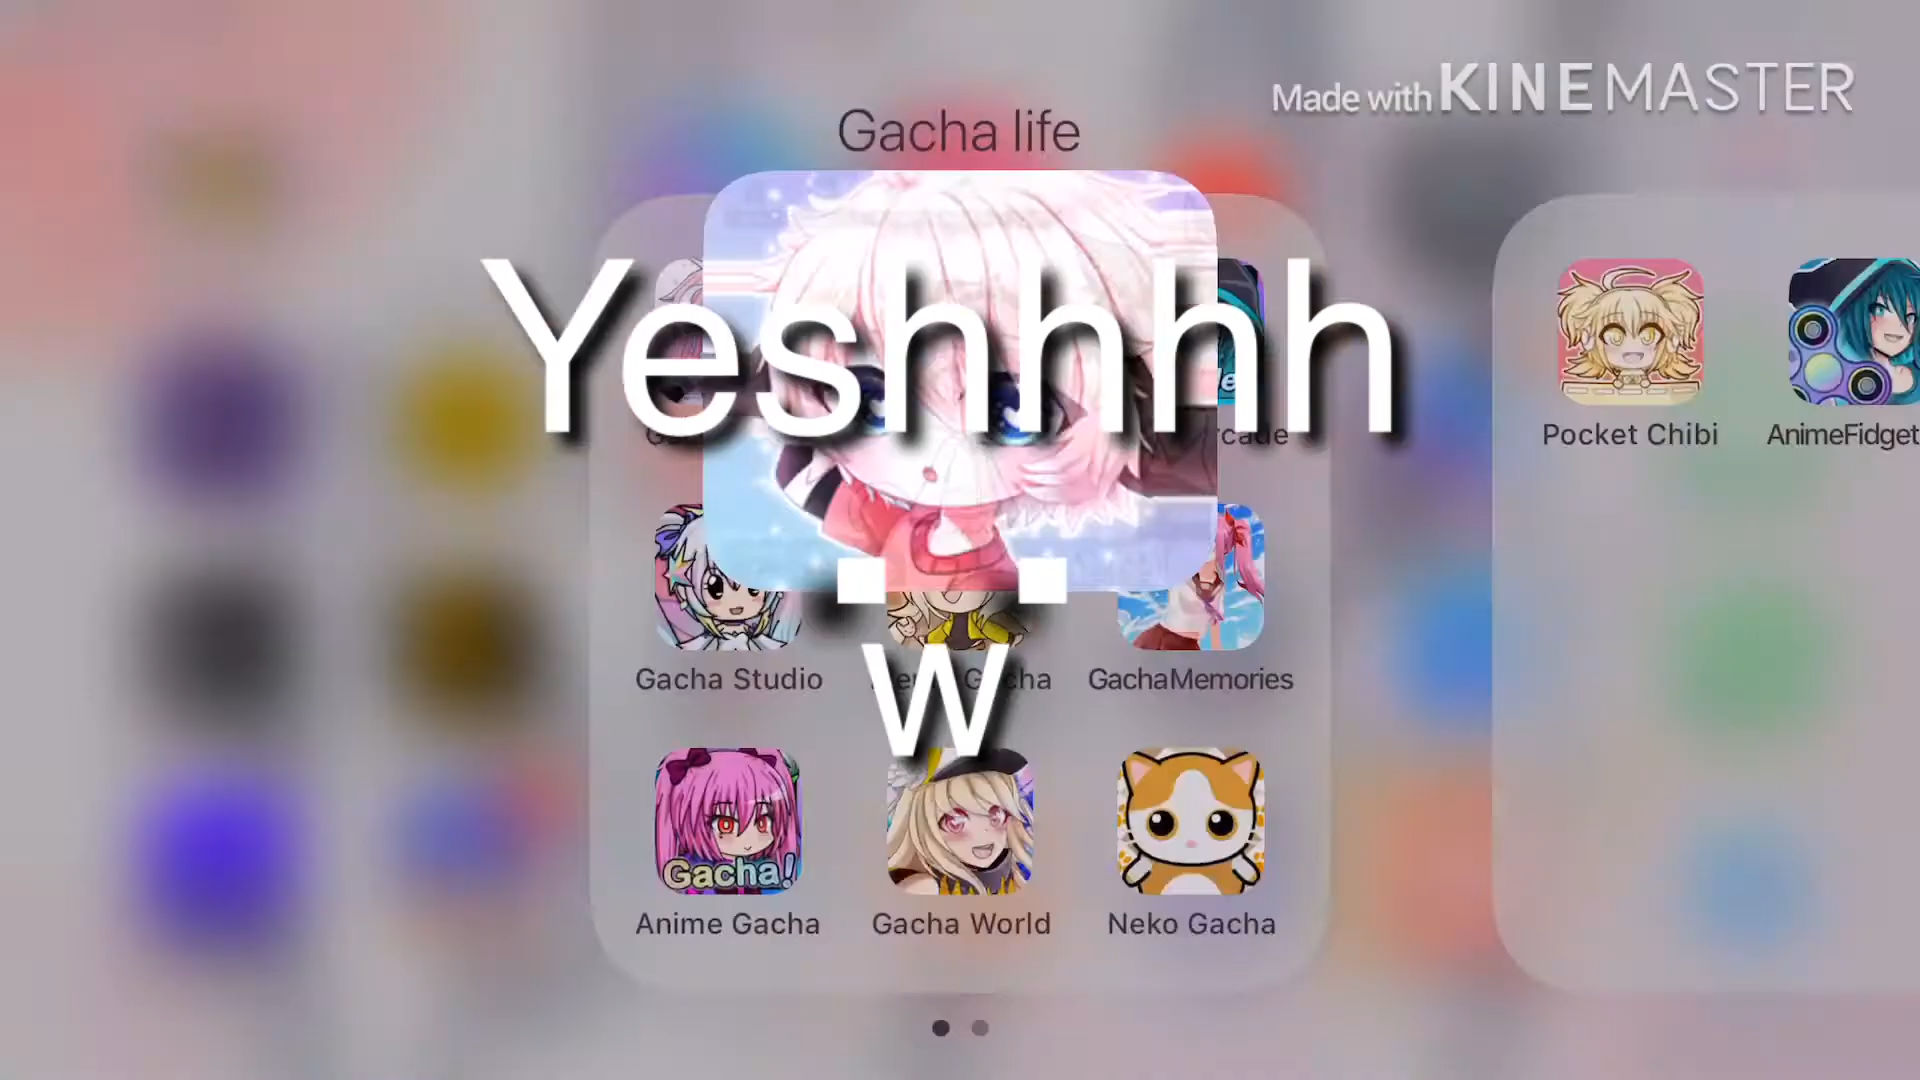 Made with KINEMASTER
Gacha life
Yeshhhh
. .
w
Pocket Chibi
AnimeFidget
Gacha Studio
GachaMemories
Gacha!
Anime Gacha
Gacha World
Neko Gacha